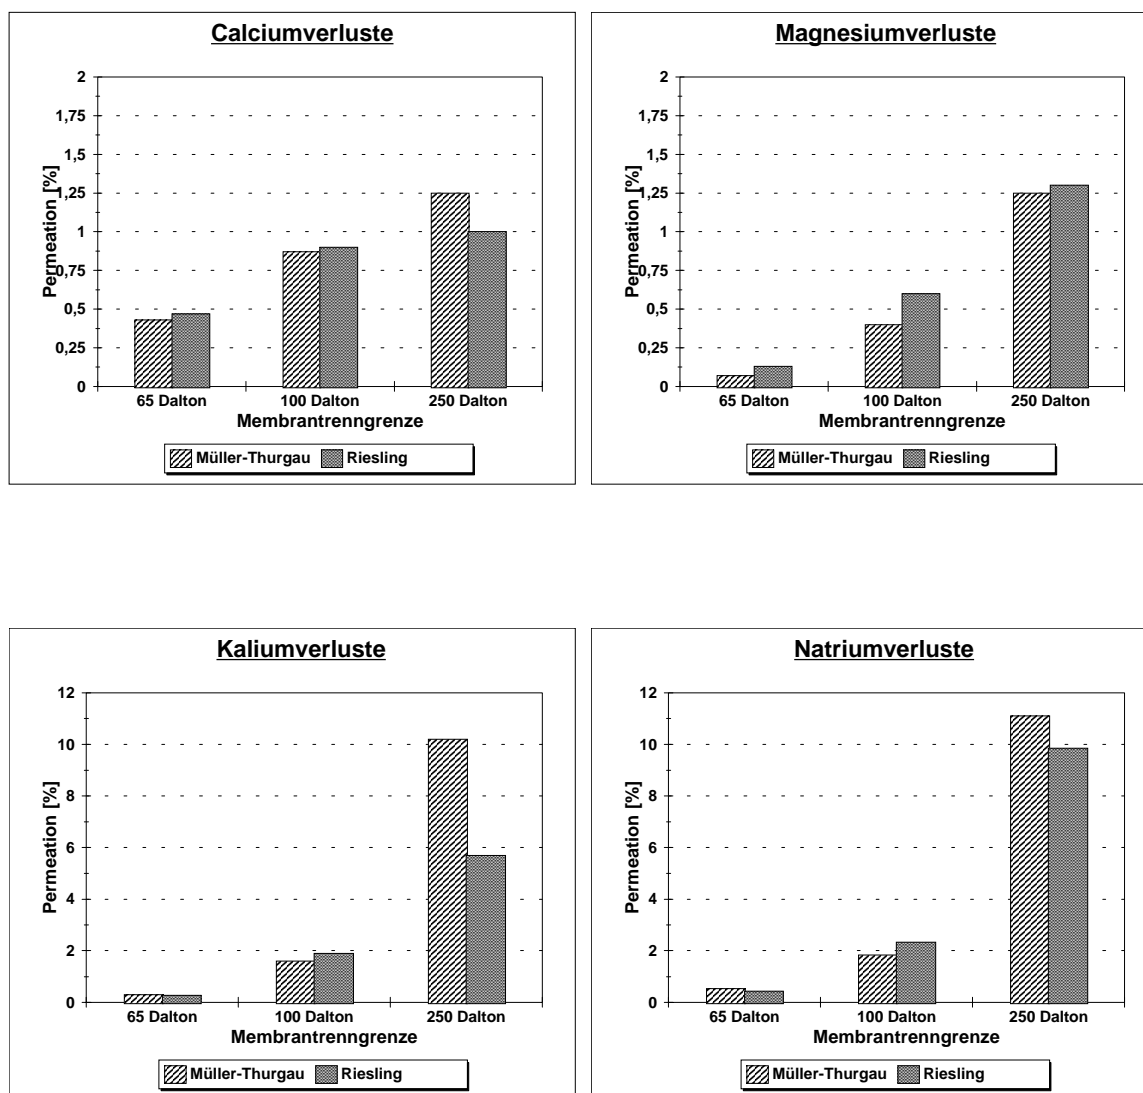 Calciumverluste
Permeation [%]
2
1,75
1,5
1,25
1
0,75
0,5
0,25
0
65 Dalton 100 Dalton 250 Dalton
Membrantrenngrenze
Müller-Thurgau Riesling
Magnesiumverluste
Permeation [%]
2
1,75
1,5
1,25
1
0,75
0,5
0,25
0
65 Dalton 100 Dalton 250 Dalton
Membrantrenngrenze
Müller-Thurgau Riesling
Kaliumverluste
Permeation [%]
12
10
8
6
4
2
0
65 Dalton 100 Dalton 250 Dalton
Membrantrenngrenze
Müller-Thurgau Riesling
Natriumverluste
Permeation [%]
12
10
8
6
4
2
0
65 Dalton 100 Dalton 250 Dalton
Membrantrenngrenze
Müller-Thurgau Riesling